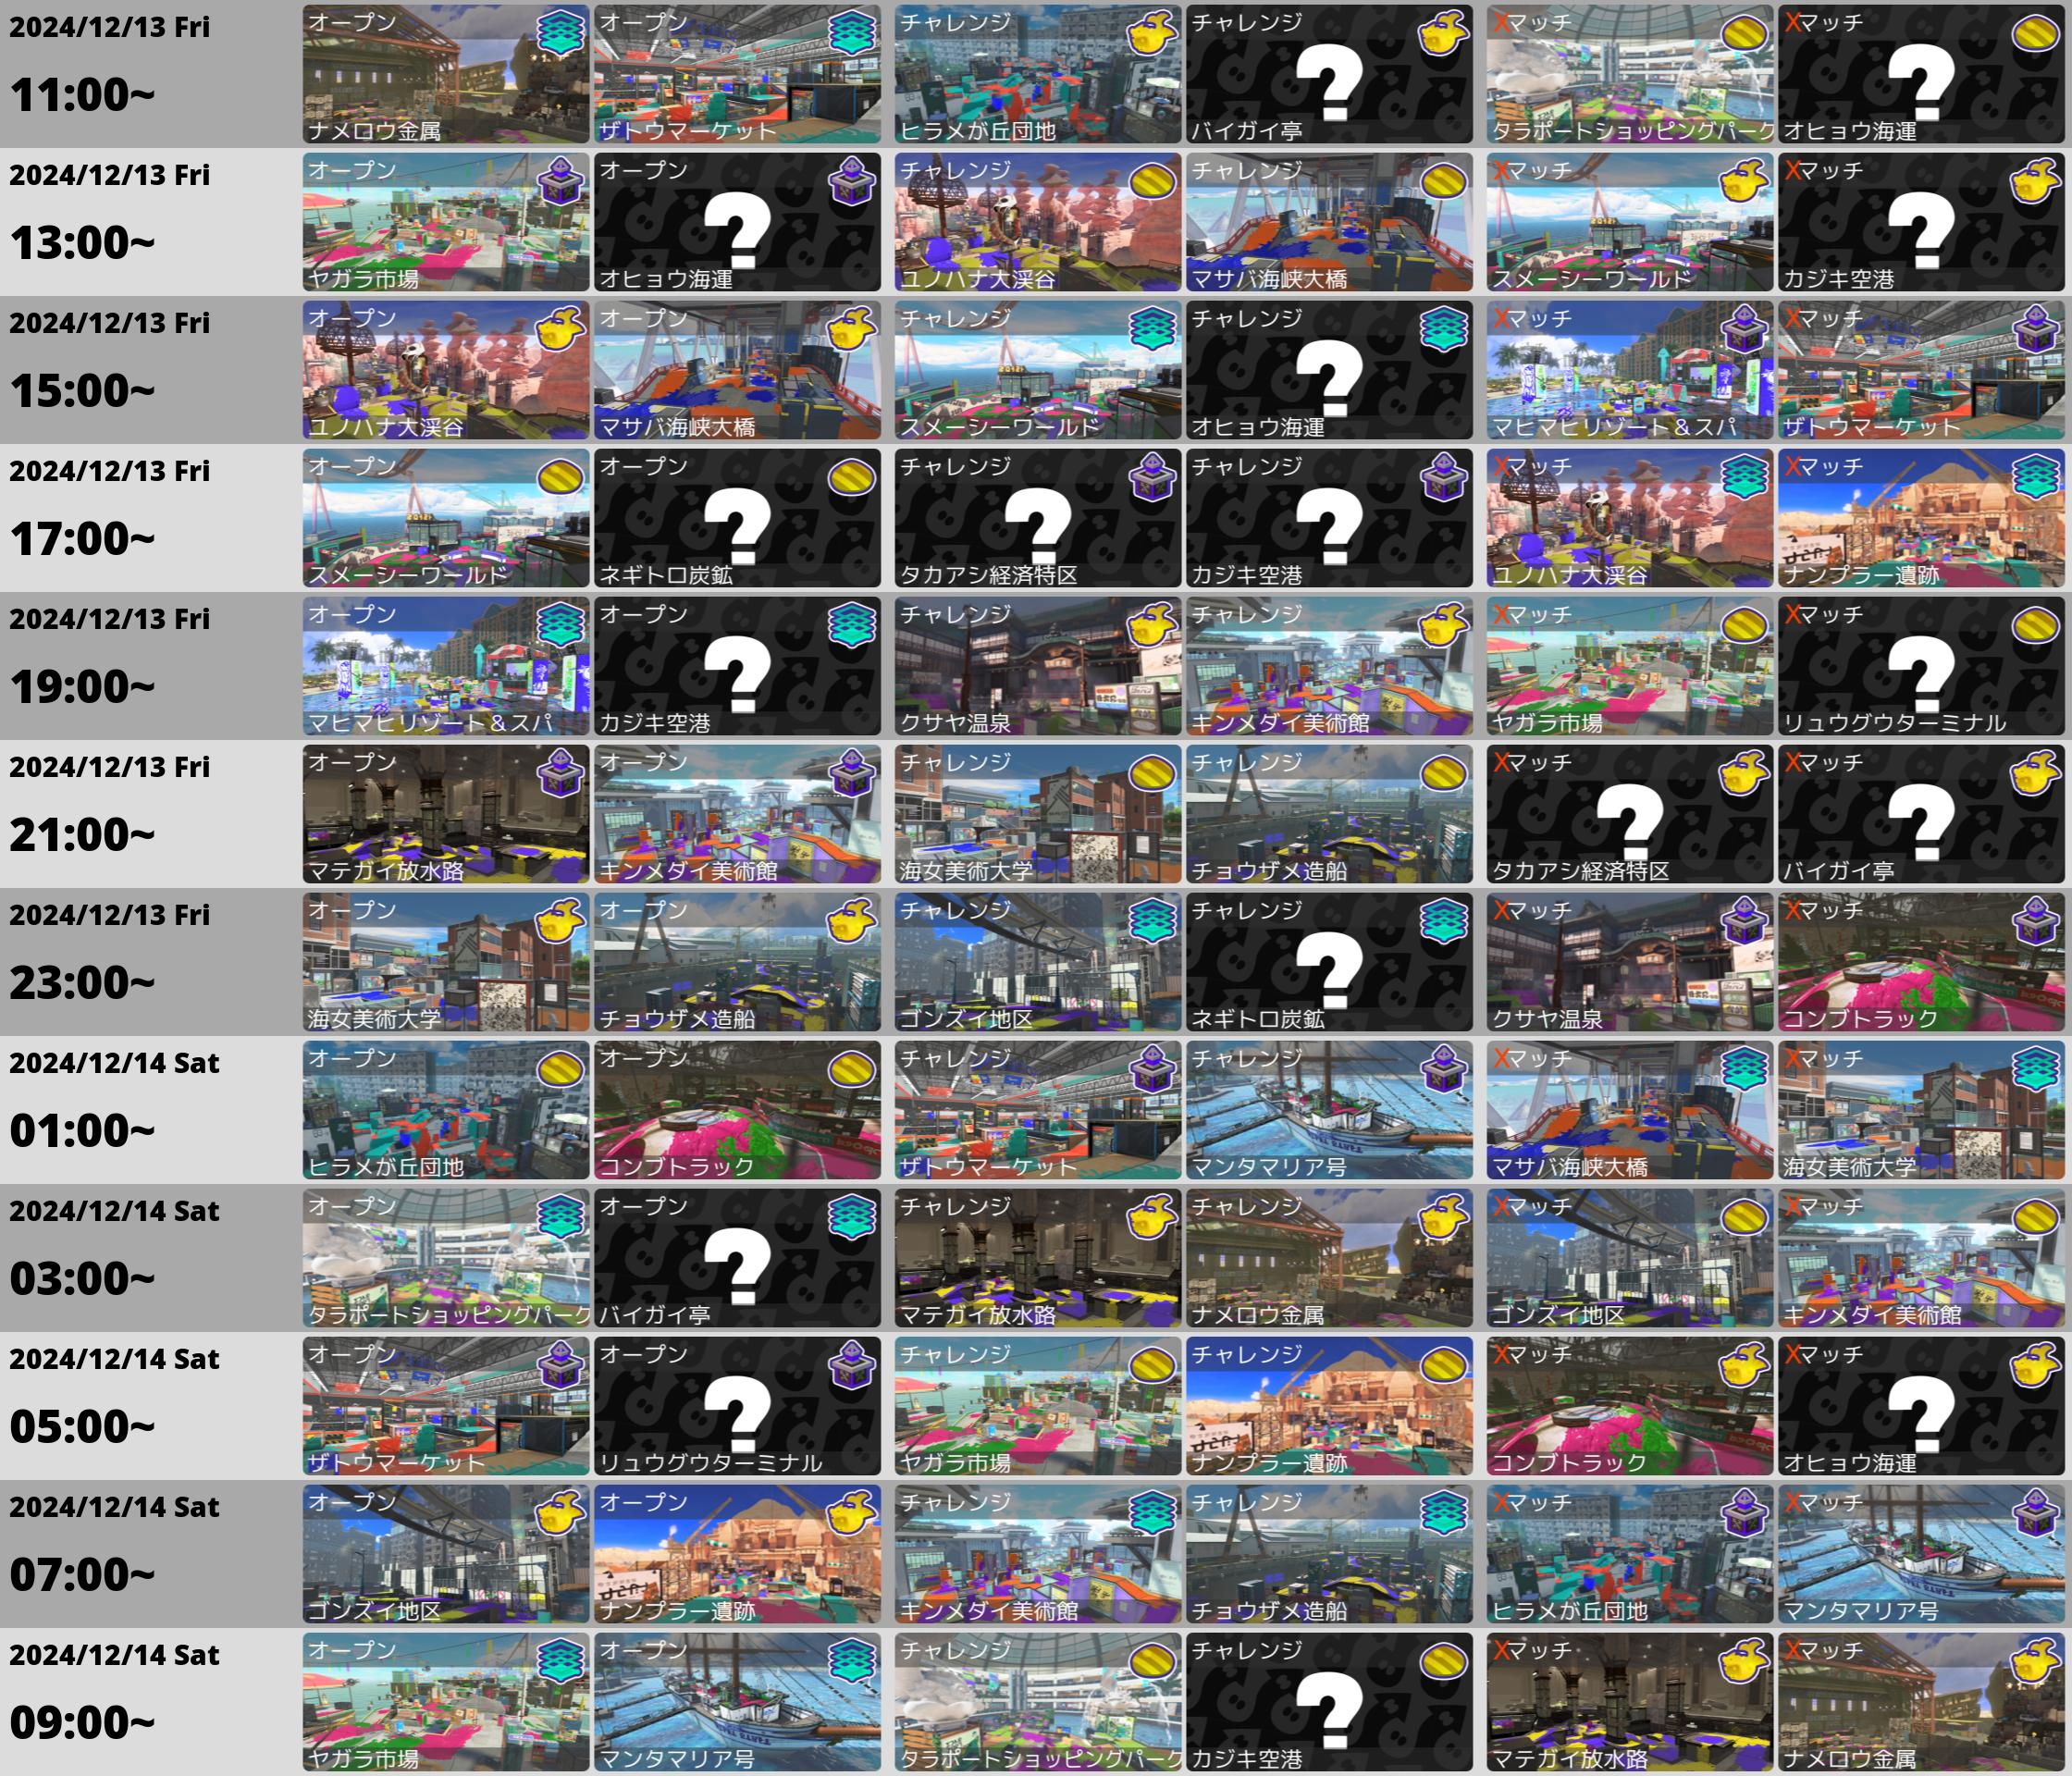 2024/12/13 Fri
11:00~
オープン
ナメロウ金属
オープン
ザトウマーケット
チャレンジ
ヒラメが丘団地
チャレンジ
バイガイ亭
Xマッチ
タラポートショッピングパーク
Xマッチ
オヒョウ海運
2024/12/13 Fri
13:00~
オープン
ヤガラ市場
オープン
オヒョウ海運
チャレンジ
ユノハナ大渓谷
チャレンジ
マサバ海峡大橋
Xマッチ
スメーシーワールド
Xマッチ
カジキ空港
2024/12/13 Fri
15:00~
オープン
ユノハナ大渓谷
オープン
マサバ海峡大橋
チャレンジ
スメーシーワールド
チャレンジ
オヒョウ海運
Xマッチ
マヒマヒリゾート＆スパ
Xマッチ
ザトウマーケット
2024/12/13 Fri
17:00~
オープン
スメーシーワールド
オープン
ネギトロ炭鉱
チャレンジ
タカアシ経済特区
チャレンジ
カジキ空港
Xマッチ
ユノハナ大渓谷
Xマッチ
ナンプラー遺跡
2024/12/13 Fri
19:00~
オープン
マヒマヒリゾート＆スパ
オープン
カジキ空港
チャレンジ
クサヤ温泉
チャレンジ
キンメダイ美術館
Xマッチ
ヤガラ市場
Xマッチ
リュウグウターミナル
2024/12/13 Fri
21:00~
オープン
マテガイ放水路
オープン
キンメダイ美術館
チャレンジ
海女美術大学
チャレンジ
チョウザメ造船
Xマッチ
タカアシ経済特区
Xマッチ
バイガイ亭
2024/12/13 Fri
23:00~
オープン
海女美術大学
オープン
チョウザメ造船
チャレンジ
ゴンズイ地区
チャレンジ
ネギトロ炭鉱
Xマッチ
クサヤ温泉
Xマッチ
コンブトラック
2024/12/14 Sat
01:00~
オープン
ヒラメが丘団地
オープン
コンブトラック
チャレンジ
ザトウマーケット
チャレンジ
マンタマリア号
Xマッチ
マサバ海峡大橋
Xマッチ
海女美術大学
2024/12/14 Sat
03:00~
オープン
タラポートショッピングパーク
オープン
バイガイ亭
チャレンジ
マテガイ放水路
チャレンジ
ナメロウ金属
Xマッチ
ゴンズイ地区
Xマッチ
キンメダイ美術館
2024/12/14 Sat
05:00~
オープン
ザトウマーケット
オープン
リュウグウターミナル
チャレンジ
ヤガラ市場
チャレンジ
ナンプラー遺跡
Xマッチ
コンブトラック
Xマッチ
オヒョウ海運
2024/12/14 Sat
07:00~
オープン
ゴンズイ地区
オープン
ナンプラー遺跡
チャレンジ
キンメダイ美術館
チャレンジ
チョウザメ造船
Xマッチ
ヒラメが丘団地
Xマッチ
マンタマリア号
2024/12/14 Sat
09:00~
オープン
ヤガラ市場
オープン
マンタマリア号
チャレンジ
タラポートショッピングパーク
チャレンジ
カジキ空港
Xマッチ
マテガイ放水路
Xマッチ
ナメロウ金属